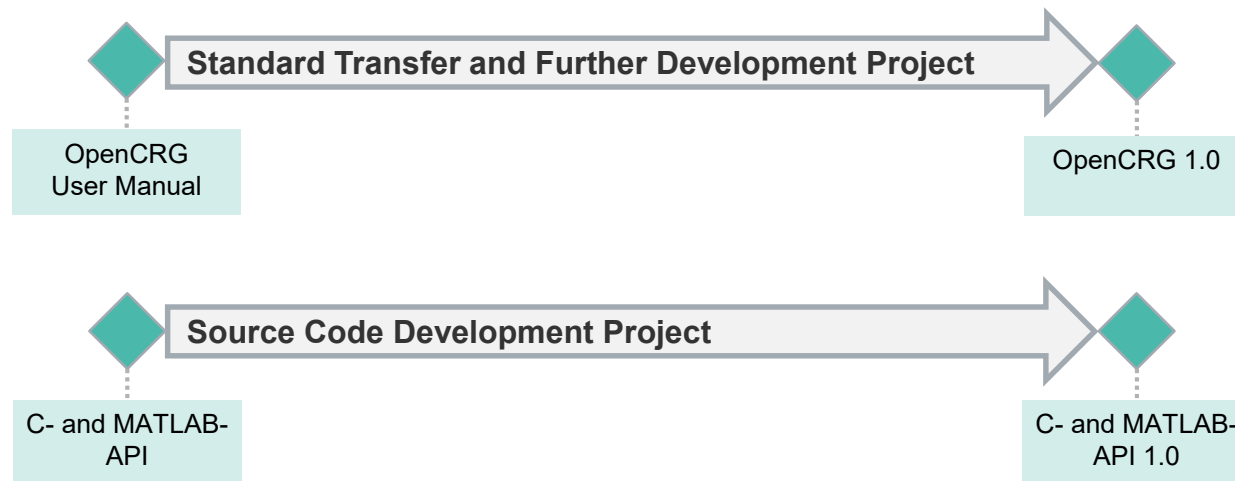 Standard Transfer and Further Development Project
OpenCRG
User Manual
OpenCRG 1.0
Source Code Development Project
C- and MATLAB-
API
C- and MATLAB-
API 1.0